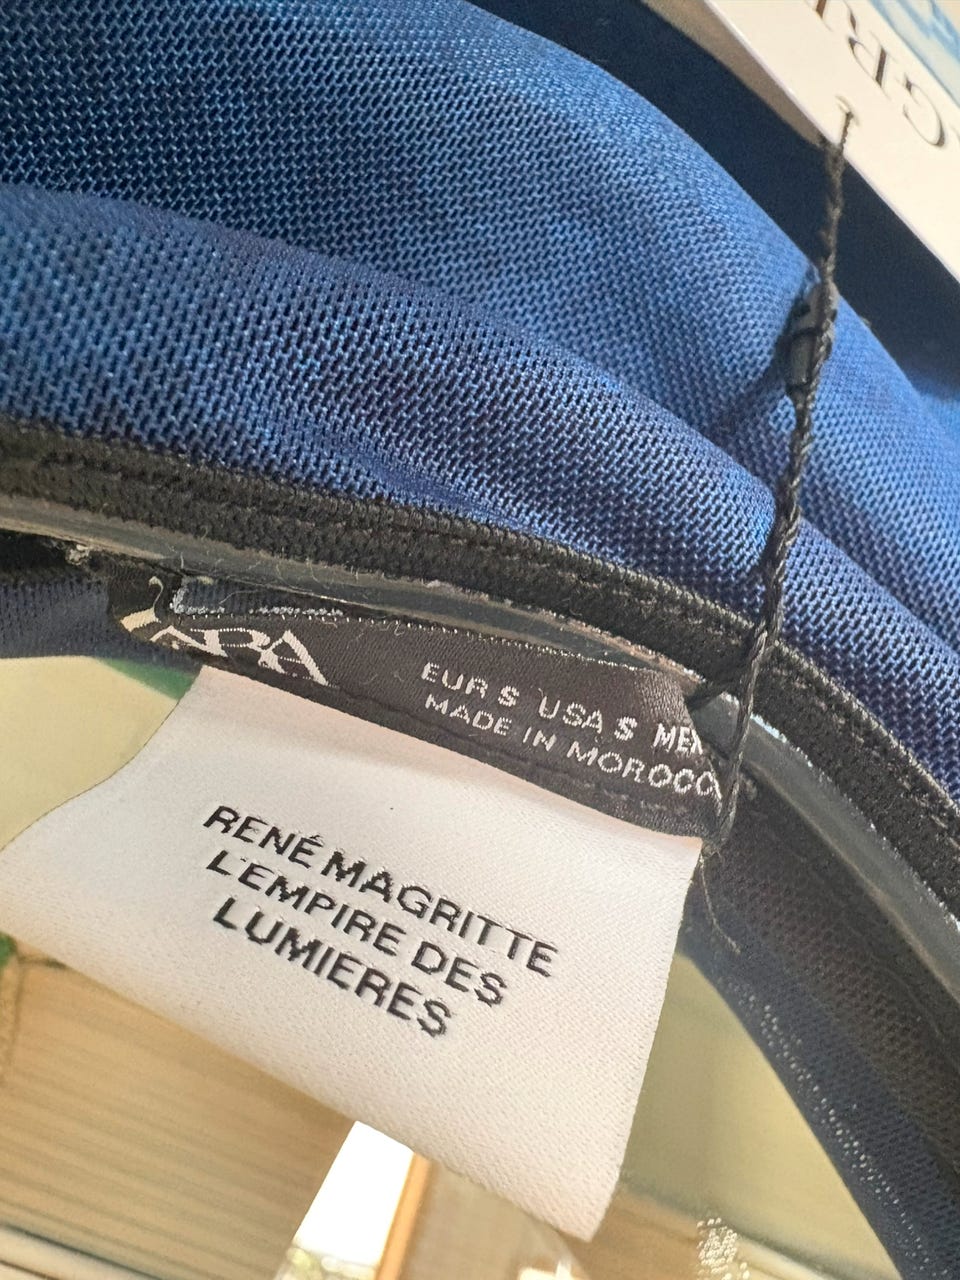 ZARA
EUR S USA S MEX
MADE IN MOROCCO
RENÉ MAGRITTE
L'EMPIRE DES
LUMIERES